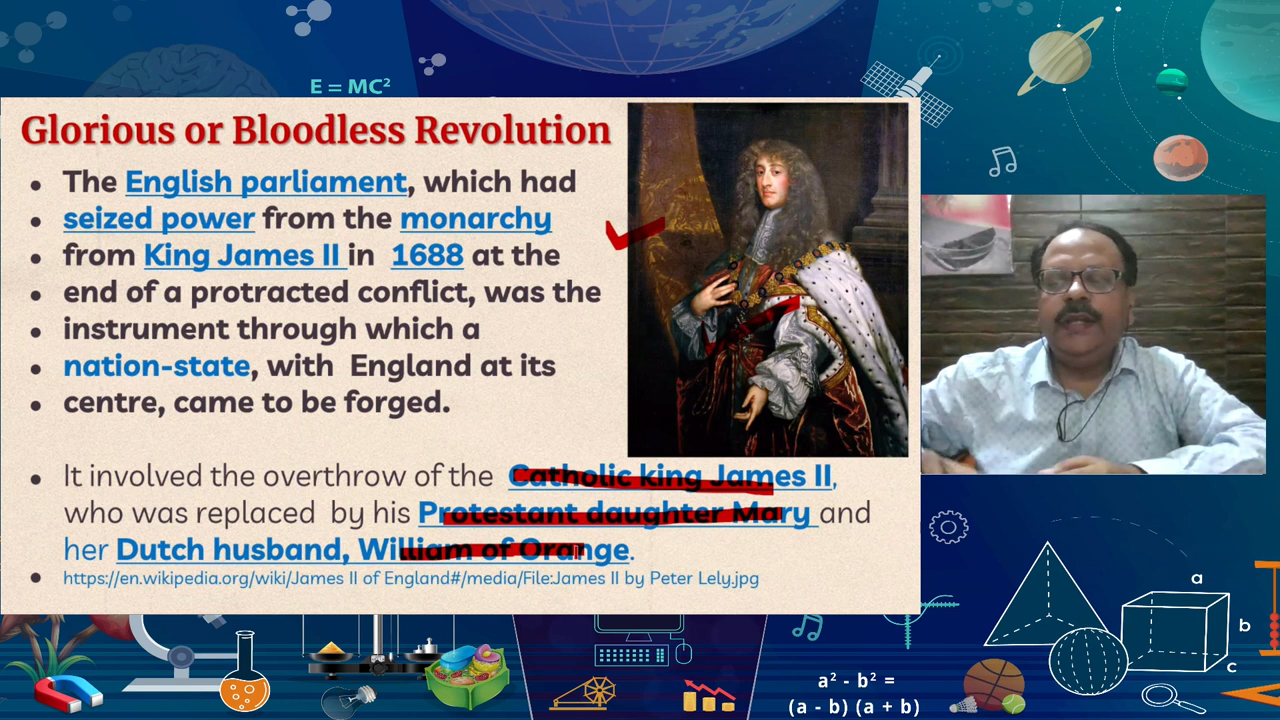 E = MC²
Glorious or Bloodless Revolution
• The English parliament, which had
• seized power from the monarchy
• from King James II in 1688 at the
• end of a protracted conflict, was the
• instrument through which a
• nation-state, with England at its
• centre, came to be forged.
• It involved the overthrow of the Catholic king James II,
who was replaced by his Protestant daughter Mary and
her Dutch husband, William of Orange.
• https://en.wikipedia.org/wiki/James II of England#/media/File:James II by Peter Lely.jpg
a
b
c
a² - b² =
(a - b) (a + b)